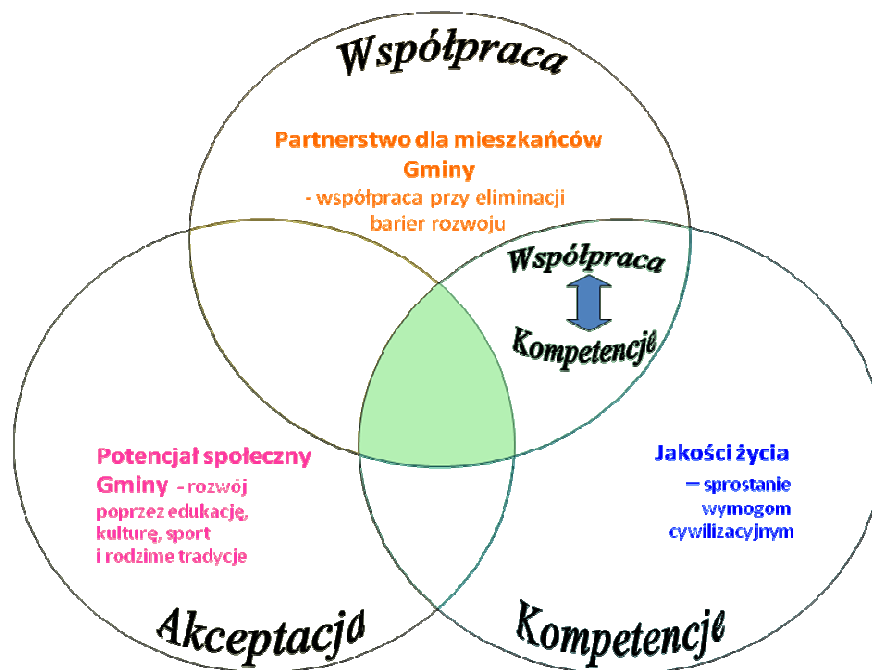 Współpraca
Partnerstwo dla mieszkańców
Gminy
- współpraca przy eliminacji
barier rozwoju
Współpraca
Kompetencje
Potencjał społeczny
Gminy - rozwój
poprzez edukację,
kulturę, sport
i rodzime tradycje
Jakości życia
– sprostanie
wymogom
cywilizacyjnym
Akceptacja
Kompetencje